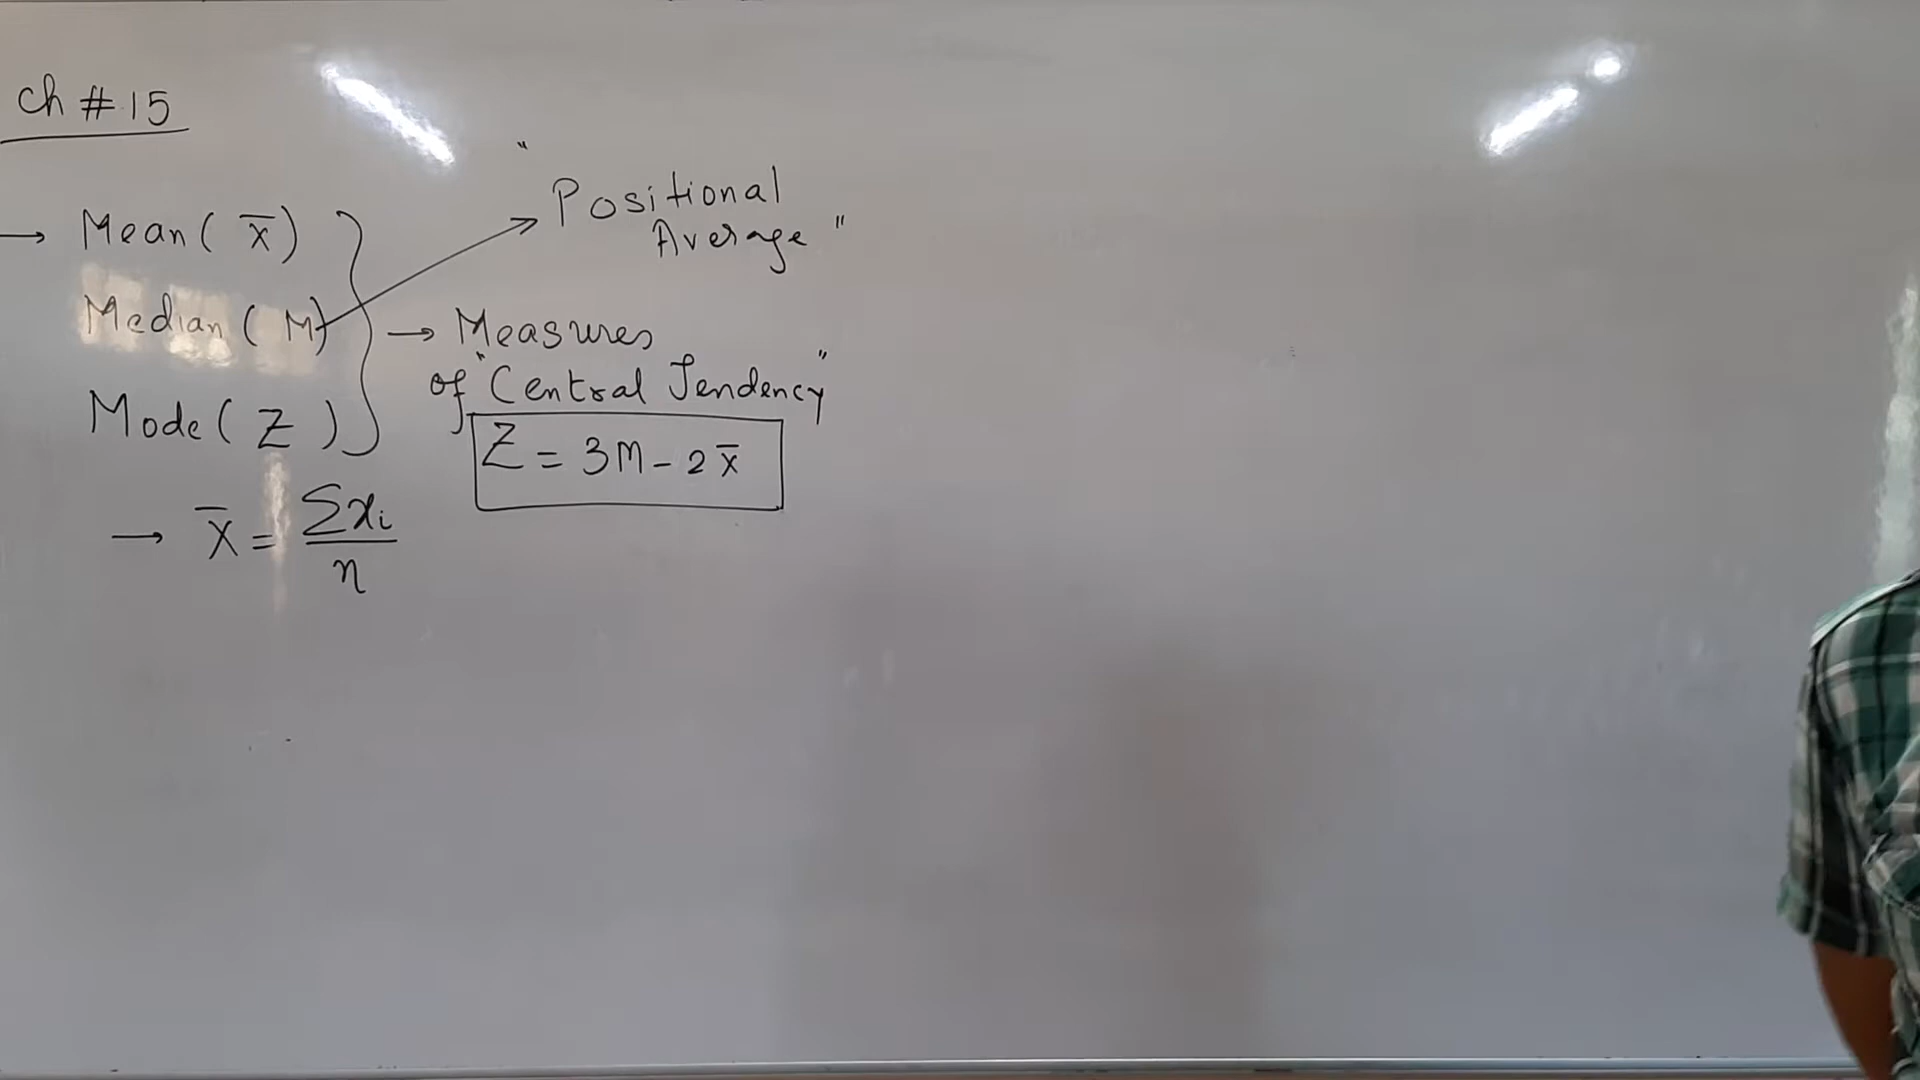 Ch # 15
"Positional
Average"
→ Mean ( x̄ )
Median ( M )
Mode ( Z )
→ Measures
of "Central Tendency"
Z = 3M - 2x̄
→ x̄ = Σxi / n